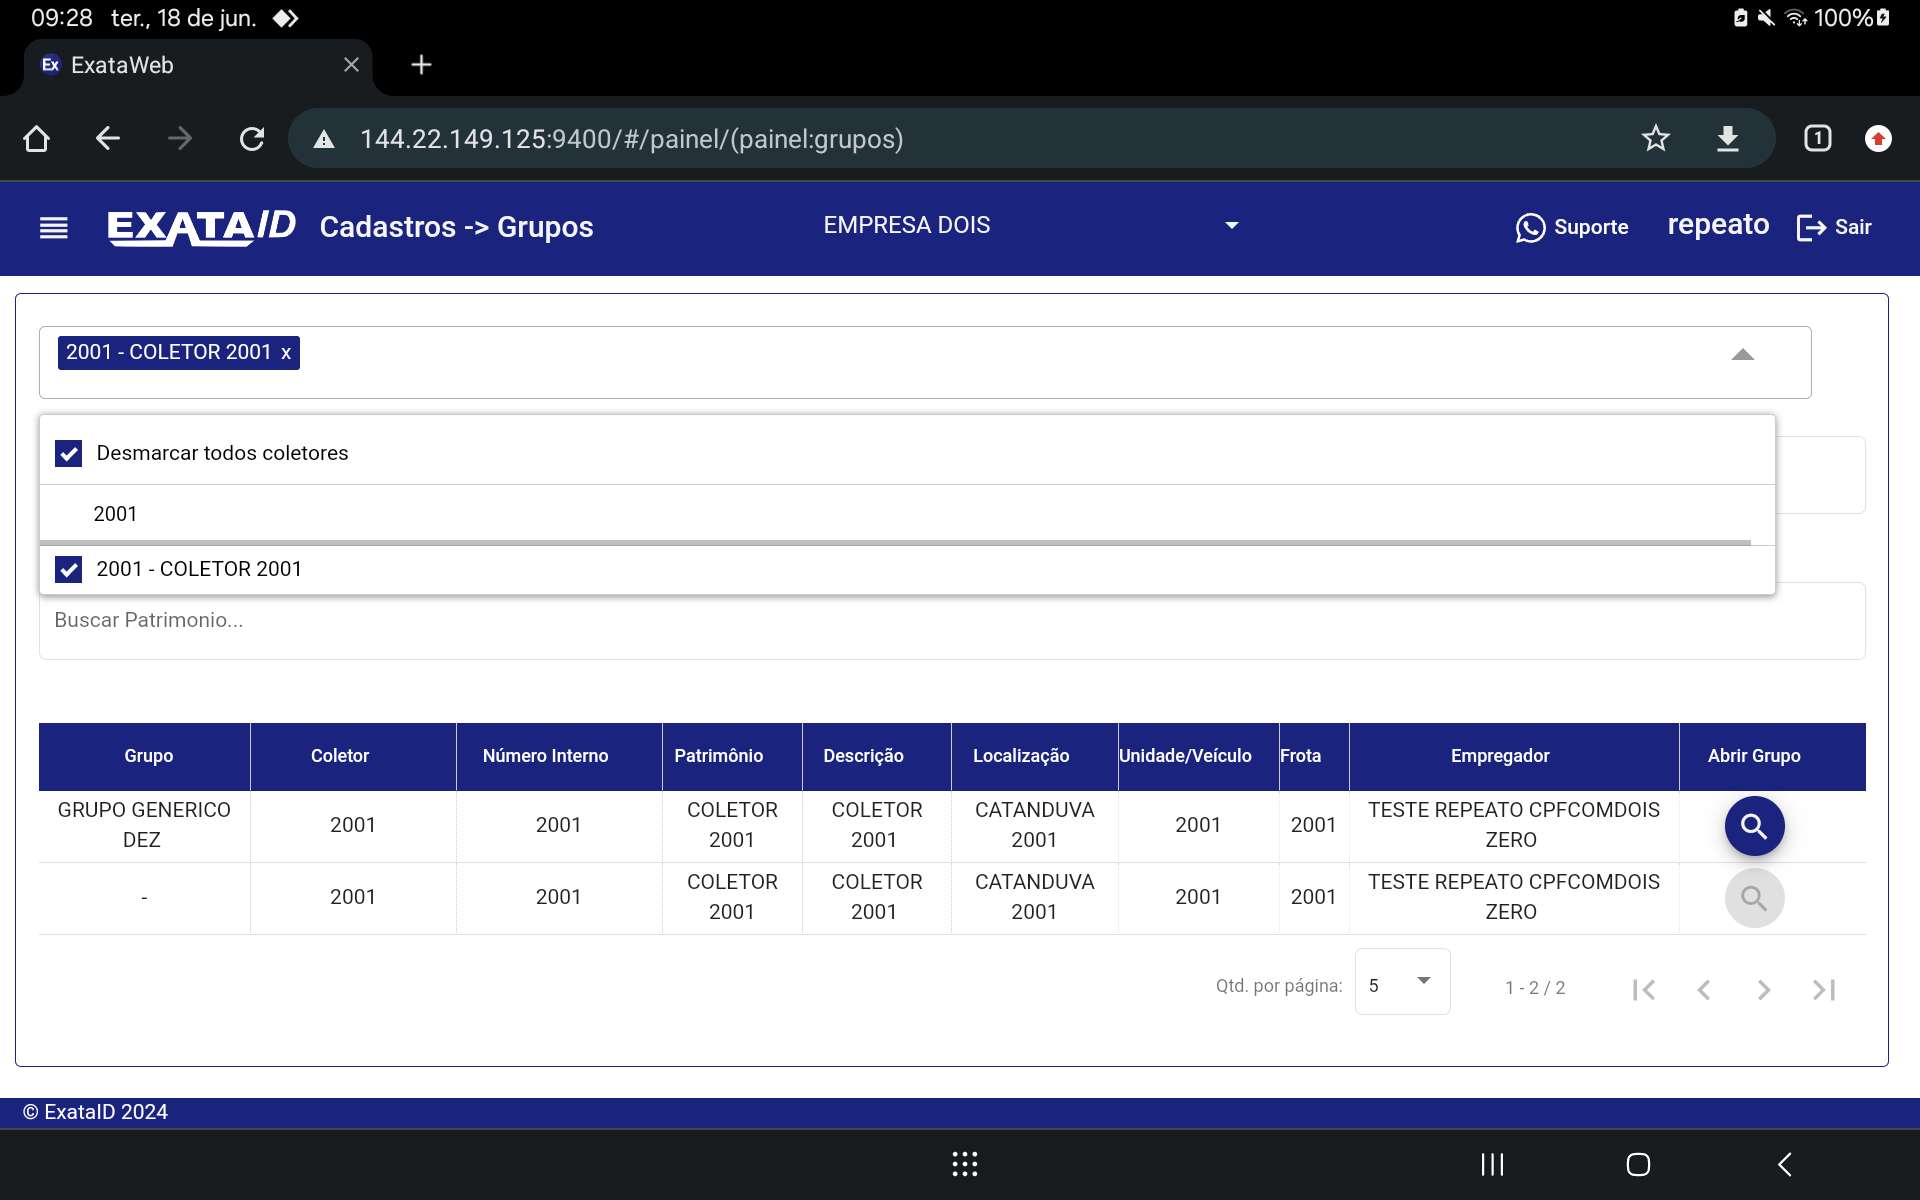 09:28 ter., 18 de jun. 100%
Ex ExataWeb
144.22.149.125:9400/#/painel/(painel:grupos) 1
EXATA/ID Cadastros -> Grupos EMPRESA DOIS Suporte repeato Sair
2001 - COLETOR 2001 x
Desmarcar todos coletores
2001
2001 - COLETOR 2001
Buscar Patrimonio...
Grupo Coletor Número Interno Patrimônio Descrição Localização Unidade/Veículo Frota Empregador Abrir Grupo
GRUPO GENERICO COLETOR COLETOR CATANDUVA TESTE REPEATO CPFCOMDOIS
2001 2001 2001 2001
DEZ 2001 2001 2001 ZERO
COLETOR COLETOR CATANDUVA TESTE REPEATO CPFCOMDOIS
- 2001 2001 2001 2001
2001 2001 2001 ZERO
Qtd. por página: 5 1 - 2 / 2
© ExataID 2024